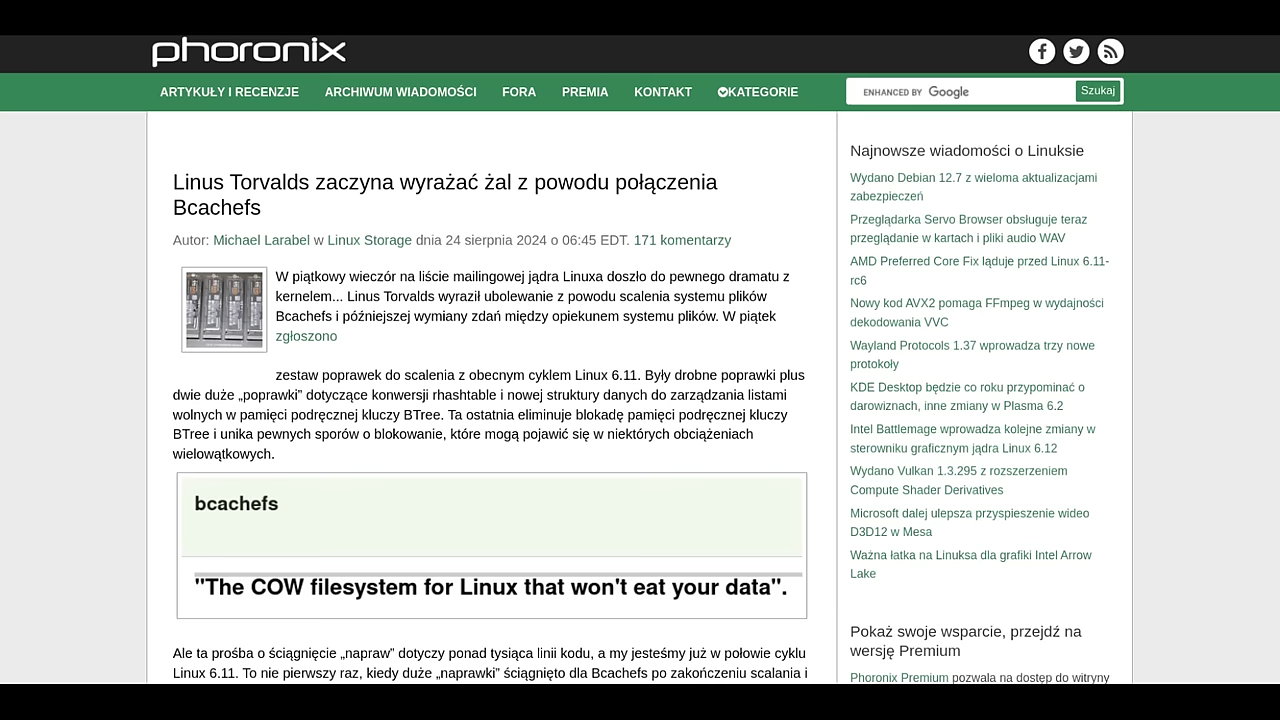 phoronix
ARTYKUŁY I RECENZJE
ARCHIWUM WIADOMOŚCI
FORA
PREMIA
KONTAKT
KATEGORIE
ENHANCED BY Google
Szukaj
Linus Torvalds zaczyna wyrażać żal z powodu połączenia
Bcachefs
Autor: Michael Larabel w Linux Storage dnia 24 sierpnia 2024 o 06:45 EDT. 171 komentarzy
W piątkowy wieczór na liście mailingowej jądra Linuxa doszło do pewnego dramatu z
kernelem... Linus Torvalds wyraził ubolewanie z powodu scalenia systemu plików
Bcachefs i późniejszej wymiany zdań między opiekunem systemu plików. W piątek
zgłoszono
zestaw poprawek do scalenia z obecnym cyklem Linux 6.11. Były drobne poprawki plus
dwie duże „poprawki” dotyczące konwersji rhashtable i nowej struktury danych do zarządzania listami
wolnych w pamięci podręcznej kluczy BTree. Ta ostatnia eliminuje blokadę pamięci podręcznej kluczy
BTree i unika pewnych sporów o blokowanie, które mogą pojawić się w niektórych obciążeniach
wielowątkowych.
bcachefs
"The COW filesystem for Linux that won't eat your data".
Ale ta prośba o ściągnięcie „napraw” dotyczy ponad tysiąca linii kodu, a my jesteśmy już w połowie cyklu
Linux 6.11. To nie pierwszy raz, kiedy duże „naprawki” ściągnięto dla Bcachefs po zakończeniu scalania i
Najnowsze wiadomości o Linuksie
Wydano Debian 12.7 z wieloma aktualizacjami
zabezpieczeń
Przeglądarka Servo Browser obsługuje teraz
przeglądanie w kartach i pliki audio WAV
AMD Preferred Core Fix ląduje przed Linux 6.11-
rc6
Nowy kod AVX2 pomaga FFmpeg w wydajności
dekodowania VVC
Wayland Protocols 1.37 wprowadza trzy nowe
protokoły
KDE Desktop będzie co roku przypominać o
darowiznach, inne zmiany w Plasma 6.2
Intel Battlemage wprowadza kolejne zmiany w
sterowniku graficznym jądra Linux 6.12
Wydano Vulkan 1.3.295 z rozszerzeniem
Compute Shader Derivatives
Microsoft dalej ulepsza przyspieszenie wideo
D3D12 w Mesa
Ważna łatka na Linuksa dla grafiki Intel Arrow
Lake
Pokaż swoje wsparcie, przejdź na
wersję Premium
Phoronix Premium pozwala na dostęp do witryny